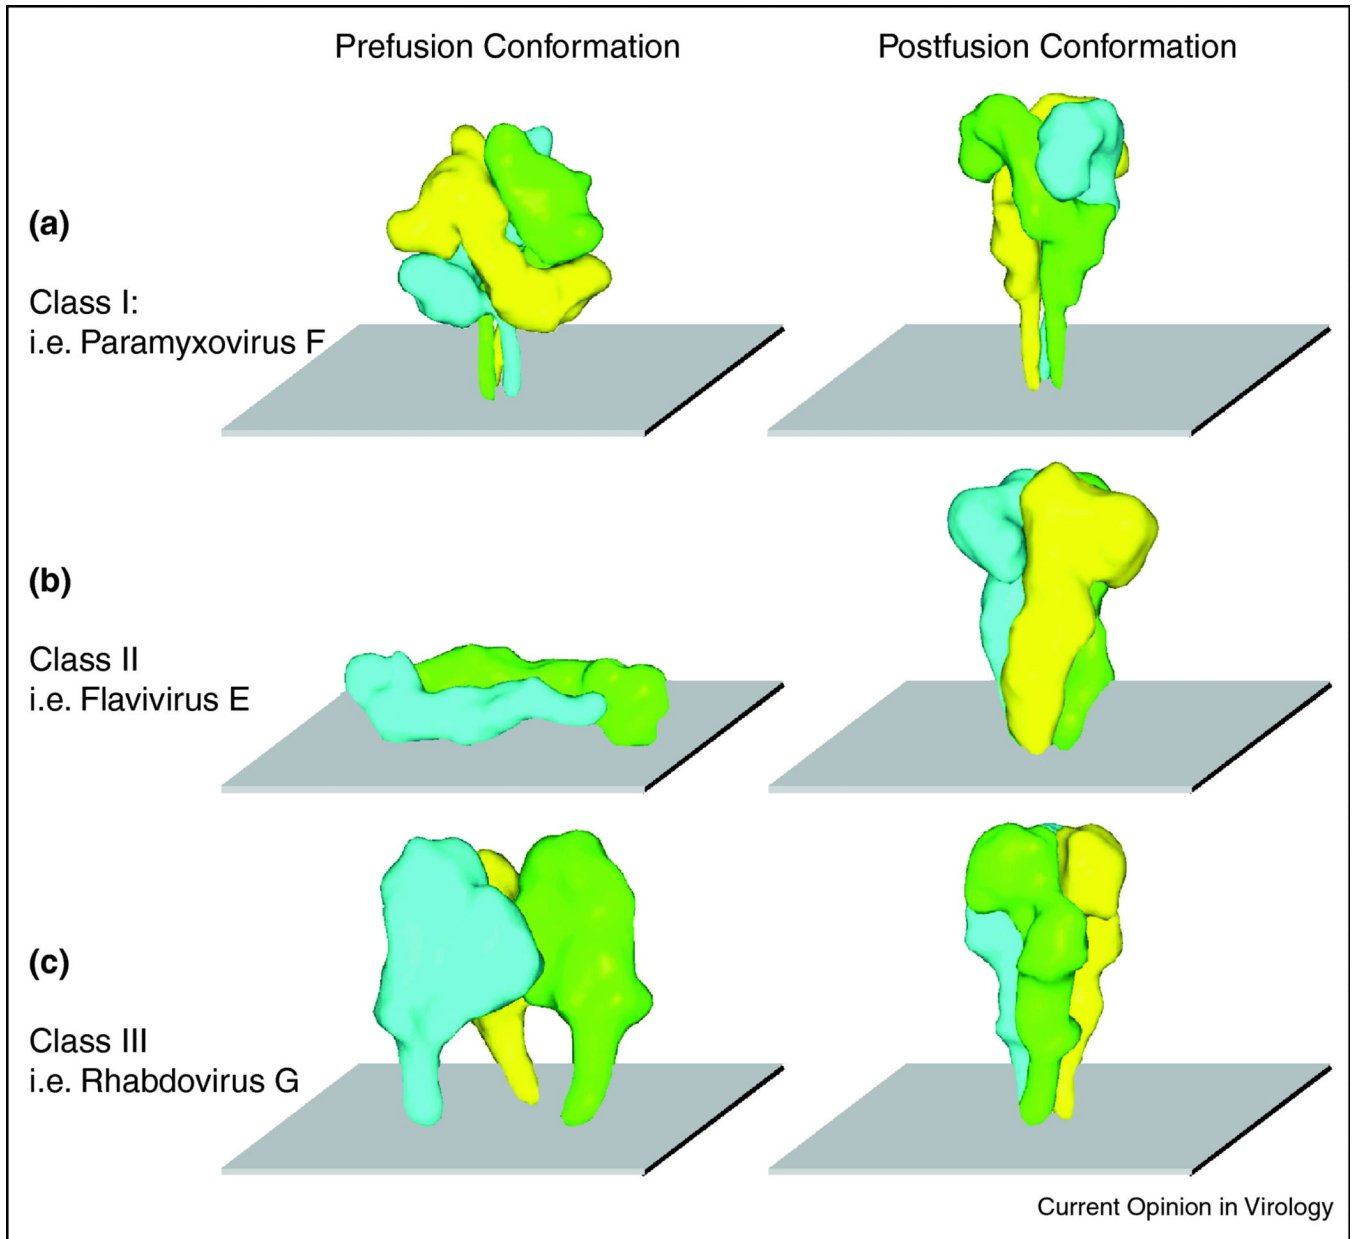 Prefusion Conformation
Postfusion Conformation
(a)
Class I:
i.e. Paramyxovirus F
(b)
Class II
i.e. Flavivirus E
(c)
Class III
i.e. Rhabdovirus G
Current Opinion in Virology